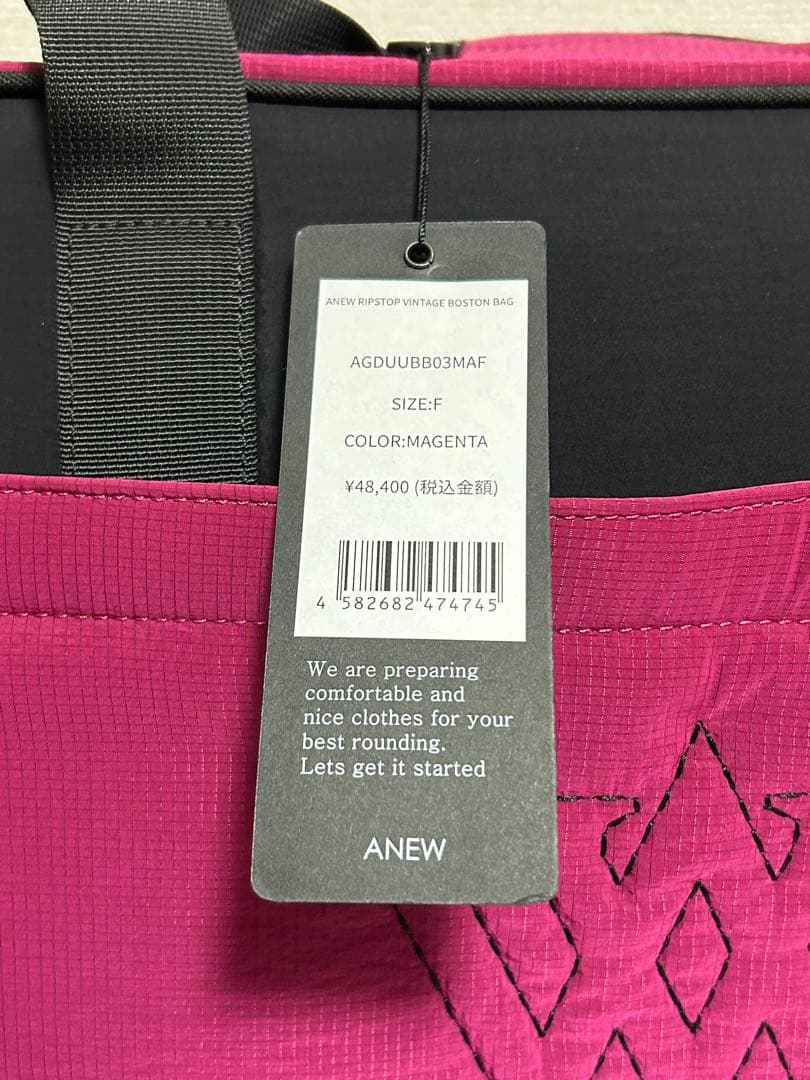 ANEW RIPSTOP VINTAGE BOSTON BAG
AGDUUBB03MAF
SIZE:F
COLOR:MAGENTA
¥48,400 (税込金額)
4 582682 474745
We are preparing
comfortable and
nice clothes for your
best rounding.
Lets get it started
ANEW